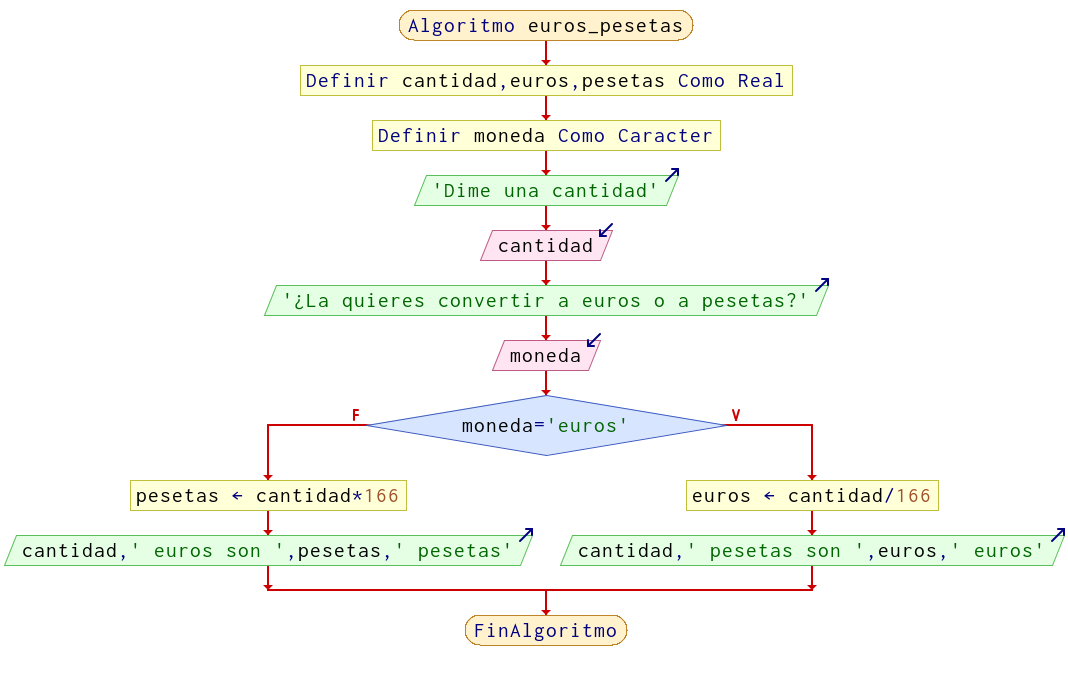 Algoritmo euros_pesetas
Definir cantidad,euros,pesetas Como Real
Definir moneda Como Caracter
'Dime una cantidad'
cantidad
'¿La quieres convertir a euros o a pesetas?'
moneda
F
V
moneda='euros'
pesetas ← cantidad*166
euros ← cantidad/166
cantidad,' euros son ',pesetas,' pesetas'
cantidad,' pesetas son ',euros,' euros'
FinAlgoritmo